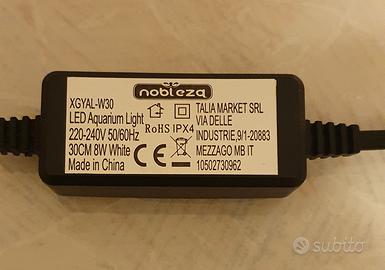 nobleza
XGYAL-W30
LED Aquarium Light
220-240V 50/60Hz
30CM 8W White
Made in China
RoHS IPX4
CE
TALIA MARKET SRL
VIA DELLE
INDUSTRIE,9/1-20883
MEZZAGO MB IT
10502730962
subito